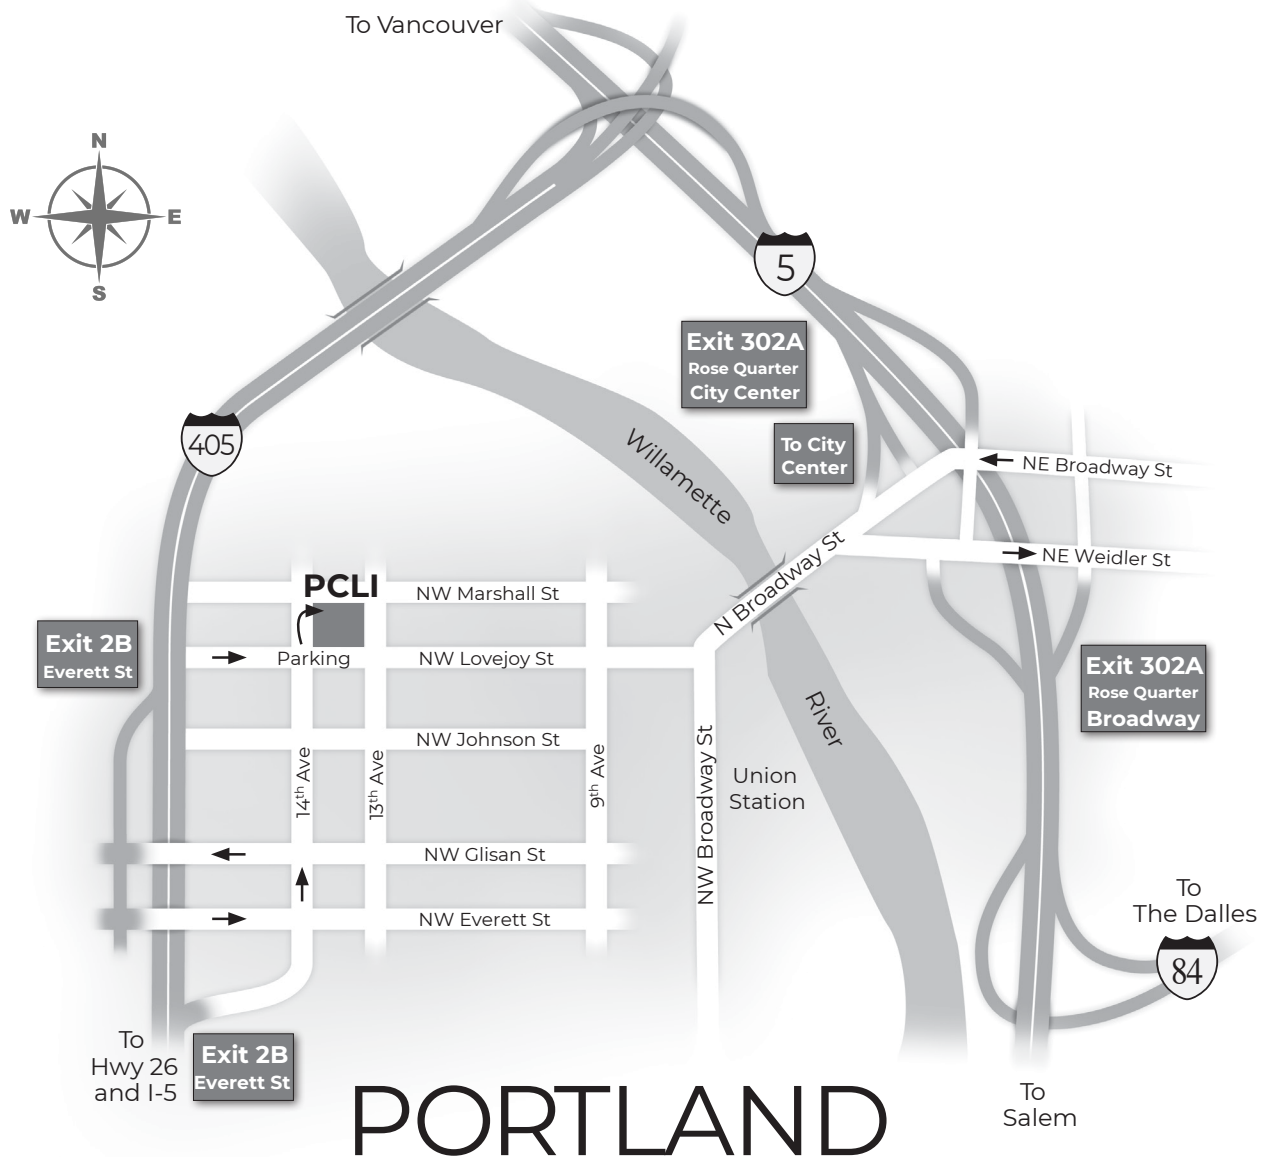 To Vancouver
N
W
E
S
5
Exit 302A
Rose Quarter
City Center
To City
Center
405
Willamette
NE Broadway St
N Broadway St
NE Weidler St
PCLI
NW Marshall St
Exit 2B
Everett St
Parking
NW Lovejoy St
Exit 302A
Rose Quarter
Broadway
River
NW Johnson St
14th Ave
13th Ave
9th Ave
NW Broadway St
Union
Station
NW Glisan St
NW Everett St
To
The Dalles
84
To
Hwy 26
and I-5
Exit 2B
Everett St
To
Salem
PORTLAND